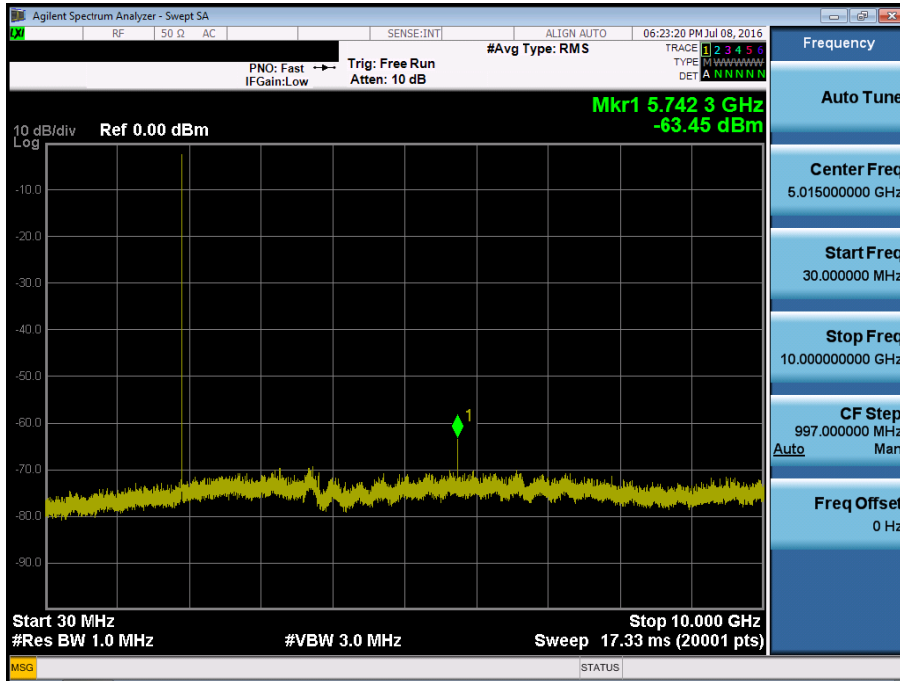 Agilent Spectrum Analyzer - Swept SA
LXI RF 50 Ω AC SENSE:INT ALIGN AUTO 06:23:20 PM Jul 08, 2016
#Avg Type: RMS TRACE 1 2 3 4 5 6
PNO: Fast Trig: Free Run TYPE M WWWWW
IFGain:Low Atten: 10 dB DET A N N N N N
Mkr1 5.742 3 GHz
10 dB/div Ref 0.00 dBm -63.45 dBm
Log
-10.0
-20.0
-30.0
-40.0
-50.0
1
-60.0
-70.0
-80.0
-90.0
Start 30 MHz Stop 10.000 GHz
#Res BW 1.0 MHz #VBW 3.0 MHz Sweep 17.33 ms (20001 pts)
MSG STATUS
Frequency
Auto Tune
Center Freq
5.015000000 GHz
Start Freq
30.000000 MHz
Stop Freq
10.000000000 GHz
CF Step
997.000000 MHz
Auto Man
Freq Offset
0 Hz